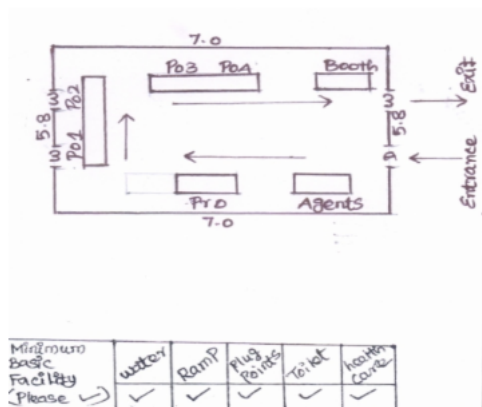 7.0
Po3 Po4 Booth
Exit
W
W
Po2
5.8
5.8
Po1
W
D
Entrance
PrO
Agents
7.0
Minimum
Basic
Facility
(Please ✓)
water
Ramp
Plug
Points
Toilet
health
Care
✓ ✓ ✓ ✓ ✓